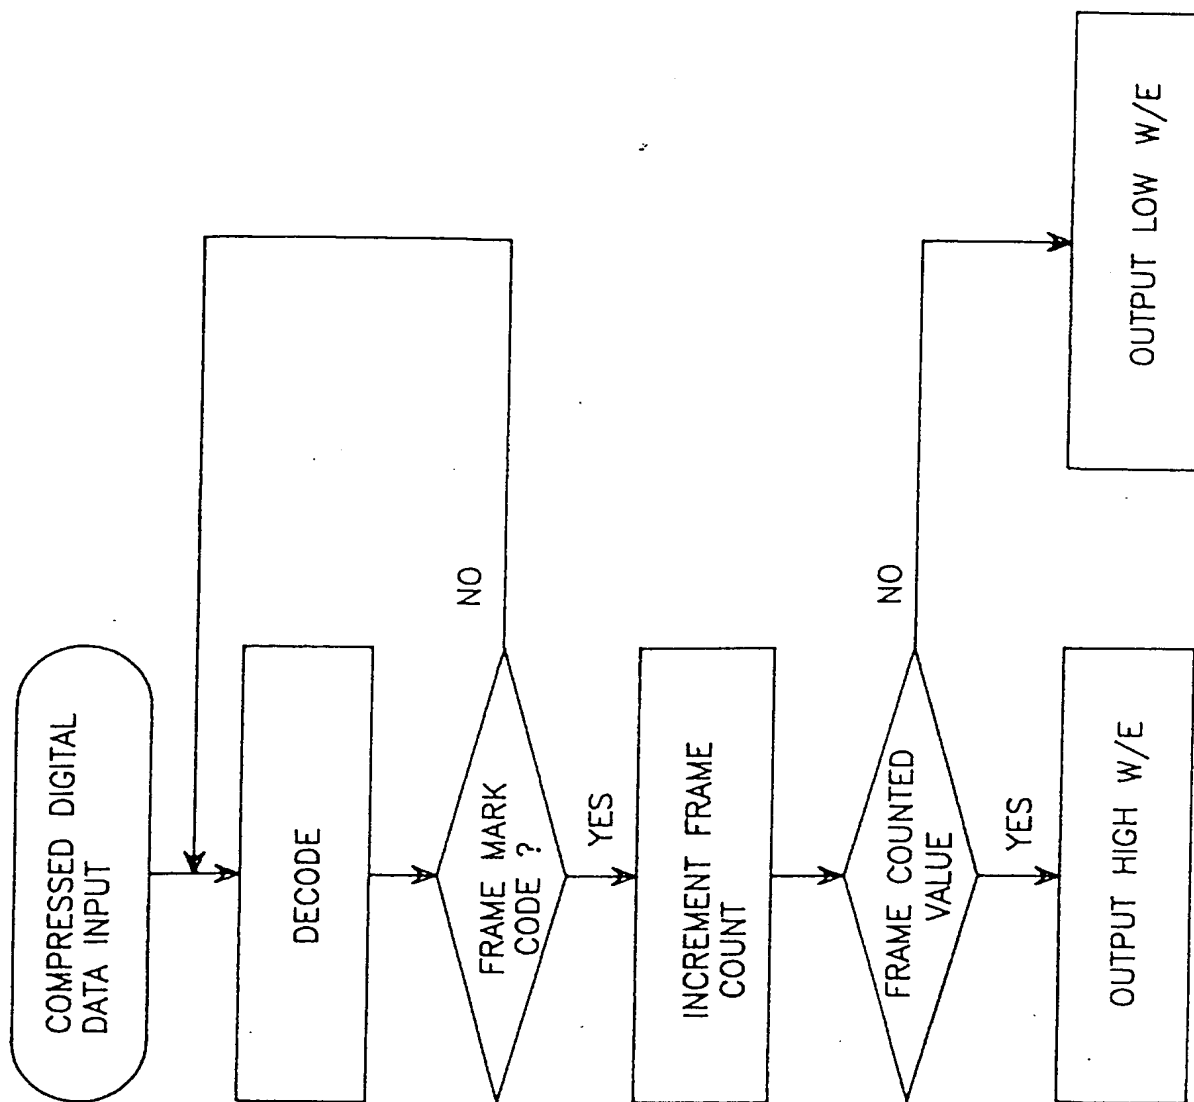 COMPRESSED DIGITAL
DATA INPUT
DECODE
FRAME MARK
CODE ?
NO
YES
INCREMENT FRAME
COUNT
FRAME COUNTED
VALUE
NO
YES
OUTPUT HIGH W/E
OUTPUT LOW W/E